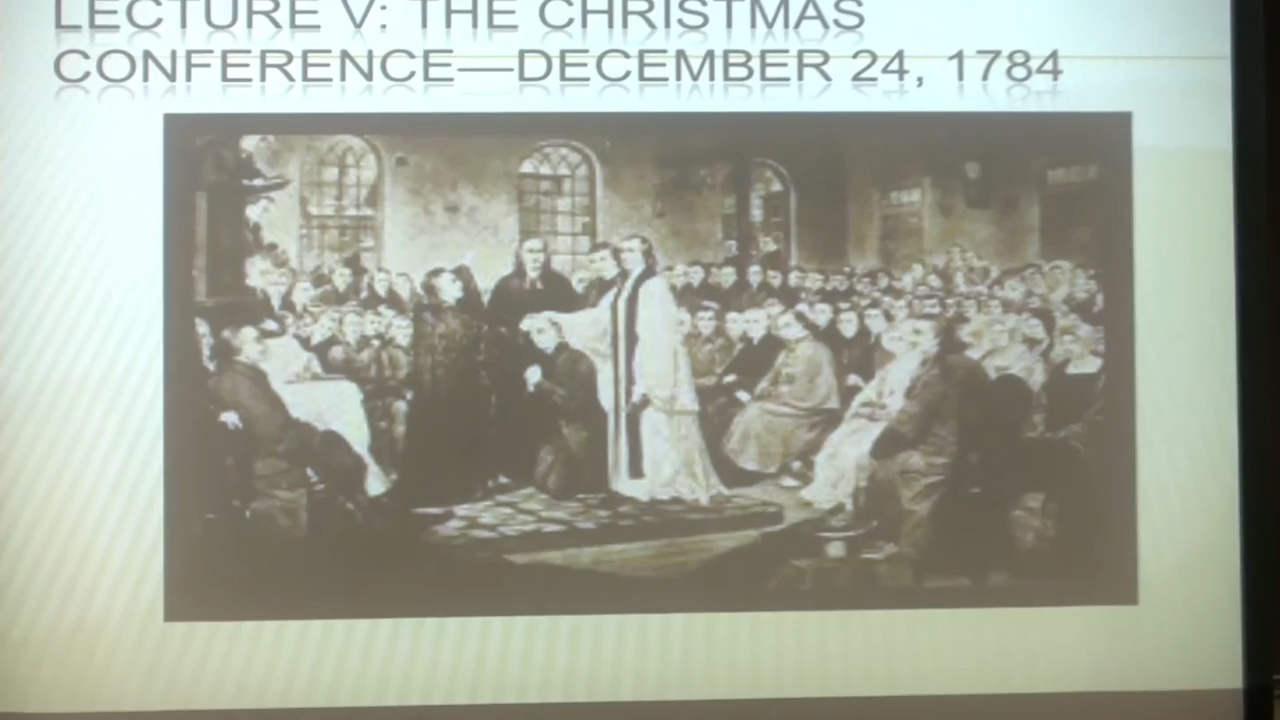 LECTURE V: THE CHRISTMAS
CONFERENCE—DECEMBER 24, 1784